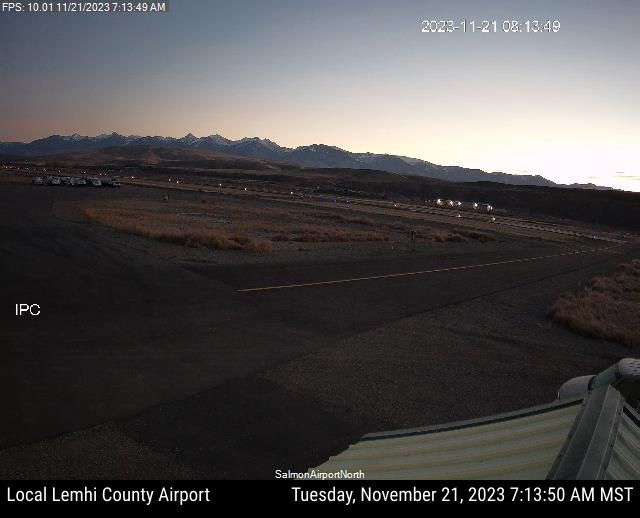 FPS: 10.01 11/21/2023 7:13:49 AM
2023-11-21 08:13:49
IPC
SalmonAirportNorth
Local Lemhi County Airport Tuesday, November 21, 2023 7:13:50 AM MST